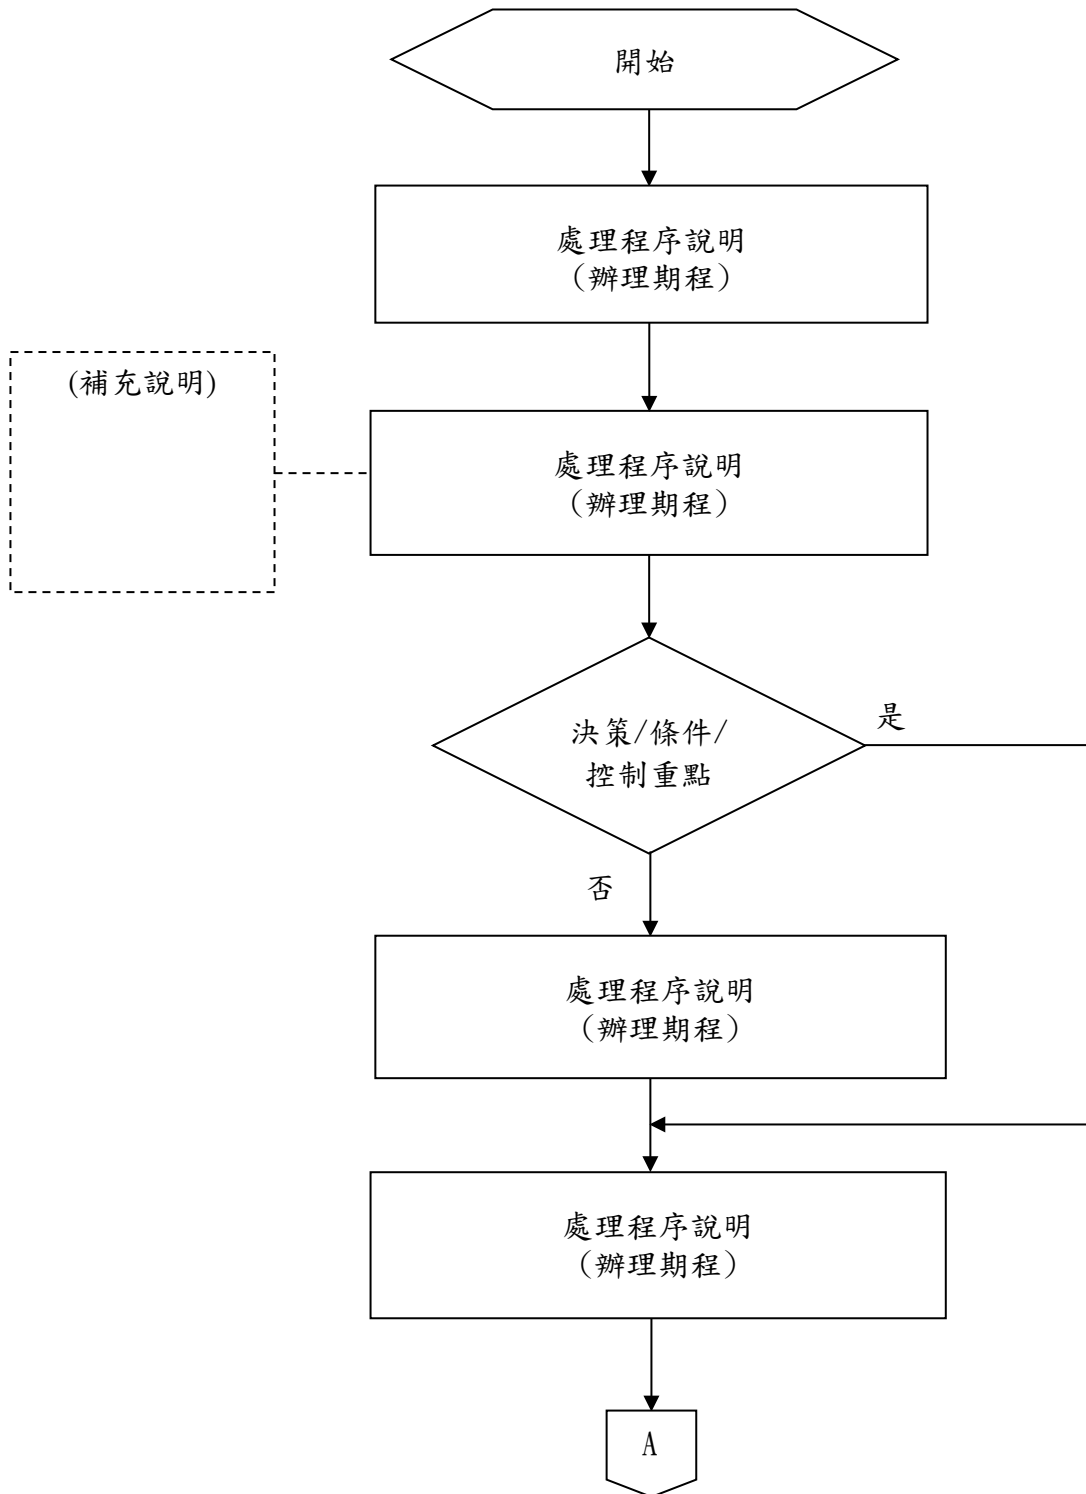 開始
處理程序說明
（辦理期程）
(補充說明)
處理程序說明
（辦理期程）
決策/條件/
控制重點
是
否
處理程序說明
（辦理期程）
處理程序說明
（辦理期程）
A